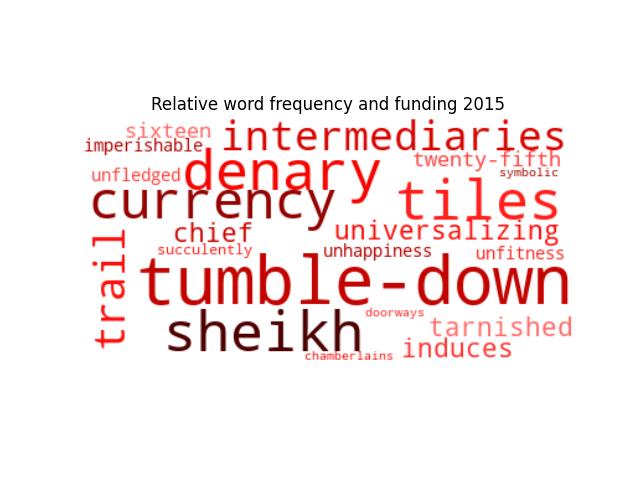 Relative word frequency and funding 2015
sixteen intermediaries
imperishable
denary twenty-fifth
unfledged symbolic
currency tiles
chief universalizing
succulently unhappiness unfitness
trail
tumble-down
doorways
sheikh tarnished
chamberlains induces